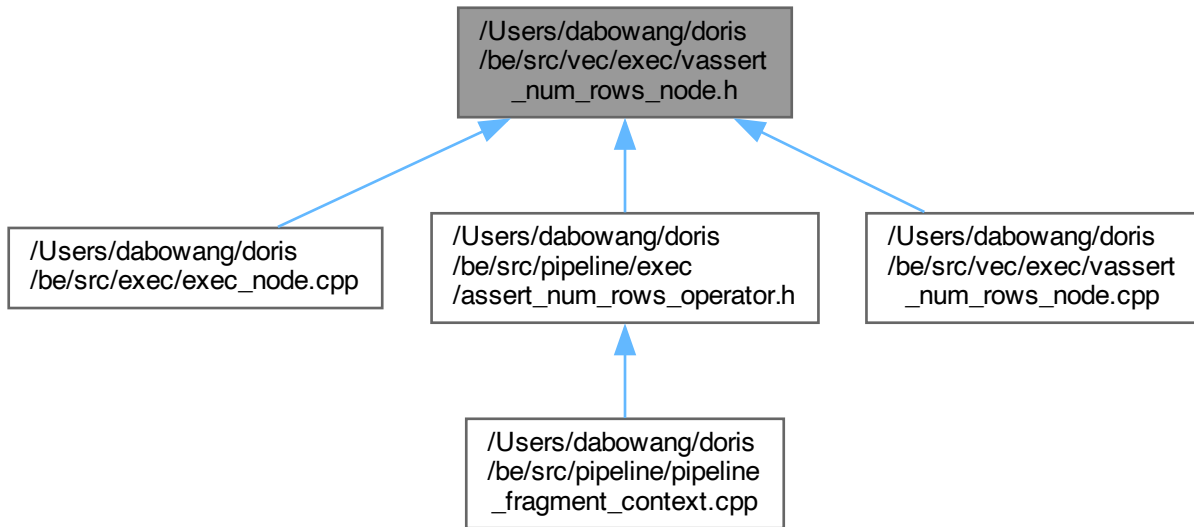 /Users/dabowang/doris
/be/src/vec/exec/vassert
_num_rows_node.h
/Users/dabowang/doris
/be/src/exec/exec_node.cpp
/Users/dabowang/doris
/be/src/pipeline/exec
/assert_num_rows_operator.h
/Users/dabowang/doris
/be/src/vec/exec/vassert
_num_rows_node.cpp
/Users/dabowang/doris
/be/src/pipeline/pipeline
_fragment_context.cpp